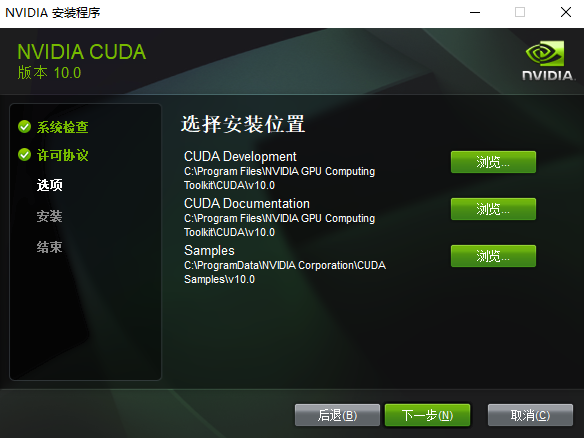 NVIDIA 安装程序
NVIDIA CUDA
版本 10.0
NVIDIA.
系统检查
许可协议
选项
安装
结束
选择安装位置
CUDA Development
C:\Program Files\NVIDIA GPU Computing
Toolkit\CUDA\v10.0
浏览...
CUDA Documentation
C:\Program Files\NVIDIA GPU Computing
Toolkit\CUDA\v10.0
浏览...
Samples
C:\ProgramData\NVIDIA Corporation\CUDA
Samples\v10.0
浏览...
后退(B) 下一步(N) 取消(C)